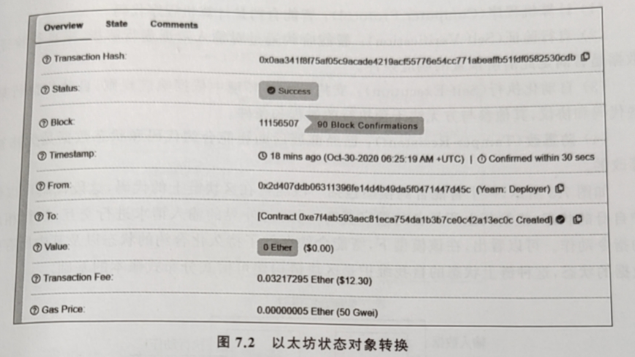 Overview State Comments
Transaction Hash: 0x0aa341f8f75af05c9acade4219acf55776e54cc771abeaffb51fdf0582530cdb
Status: Success
Block: 11156507 90 Block Confirmations
Timestamp: 18 mins ago (Oct-30-2020 06:25:19 AM +UTC) | Confirmed within 30 secs
From: 0x2d407ddb06311396fe14d4b49da5f0471447d45c (Yearn: Deployer)
To: [Contract 0xe7f4ab593aec81eca754da1b3b7ce0c42a13ec0c Created]
Value: 0 Ether ($0.00)
Transaction Fee: 0.03217295 Ether ($12.30)
Gas Price: 0.00000005 Ether (50 Gwei)
图 7.2 以太坊状态对象转换